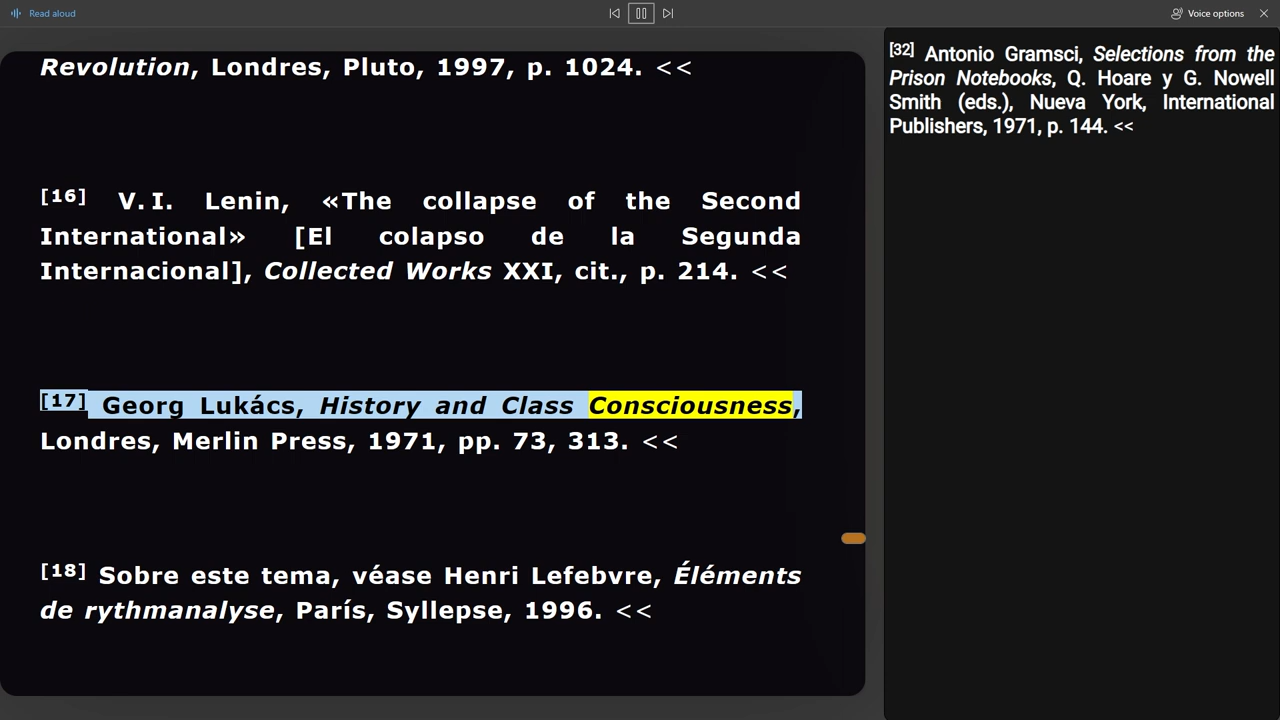 Read aloud
Voice options
Revolution, Londres, Pluto, 1997, p. 1024. <<
[16] V. I. Lenin, «The collapse of the Second
International» [El colapso de la Segunda
Internacional], Collected Works XXI, cit., p. 214. <<
[17] Georg Lukács, History and Class Consciousness,
Londres, Merlin Press, 1971, pp. 73, 313. <<
[18] Sobre este tema, véase Henri Lefebvre, Éléments
de rythmanalyse, París, Syllepse, 1996. <<
[32] Antonio Gramsci, Selections from the
Prison Notebooks, Q. Hoare y G. Nowell
Smith (eds.), Nueva York, International
Publishers, 1971, p. 144. <<